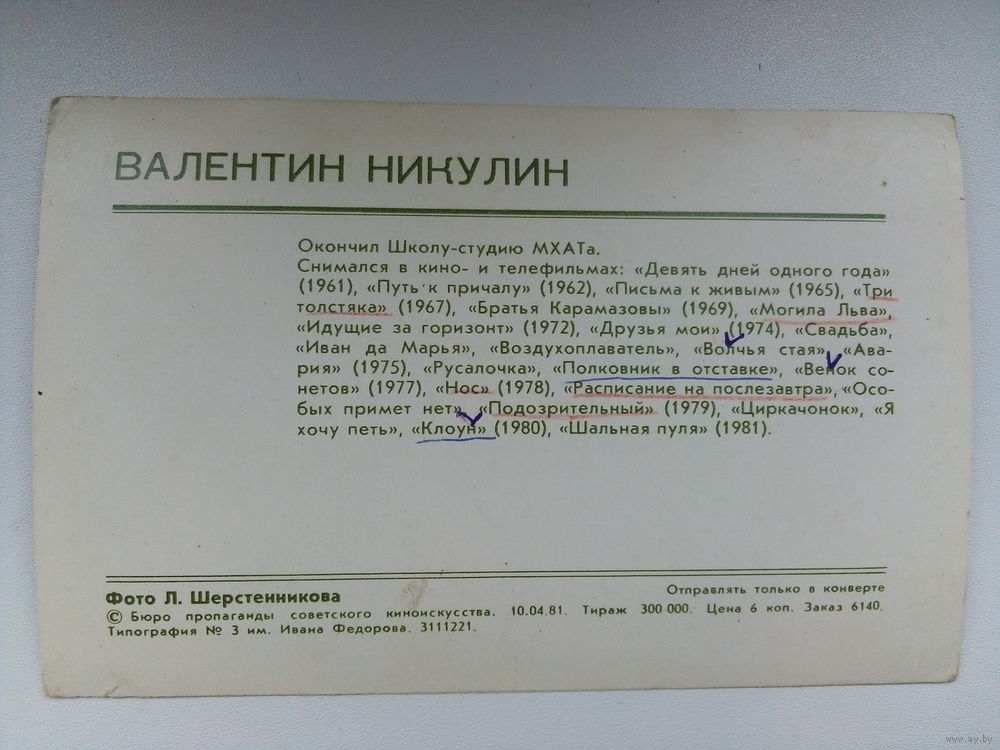 ВАЛЕНТИН НИКУЛИН
Окончил Школу-студию МХАТа.
Снимался в кино- и телефильмах: «Девять дней одного года»
(1961), «Путь к причалу» (1962), «Письма к живым» (1965), «Три
толстяка» (1967), «Братья Карамазовы» (1969), «Могила Льва»,
«Идущие за горизонт» (1972), «Друзья мои» (1974), «Свадьба»,
«Иван да Марья», «Воздухоплаватель», «Волчья стая», «Ава-
рия» (1975), «Русалочка», «Полковник в отставке», «Венок со-
нетов» (1977), «Нос» (1978), «Расписание на послезавтра», «Осо-
бых примет нет», «Подозрительный» (1979), «Циркачонок», «Я
хочу петь», «Клоун» (1980), «Шальная пуля» (1981).
Фото Л. Шерстенникова
Отправлять только в конверте
© Бюро пропаганды советского киноискусства. 10.04.81. Тираж 300 000. Цена 6 коп. Заказ 6140.
Типография № 3 им. Ивана Федорова. 3111221.
www.ay.by